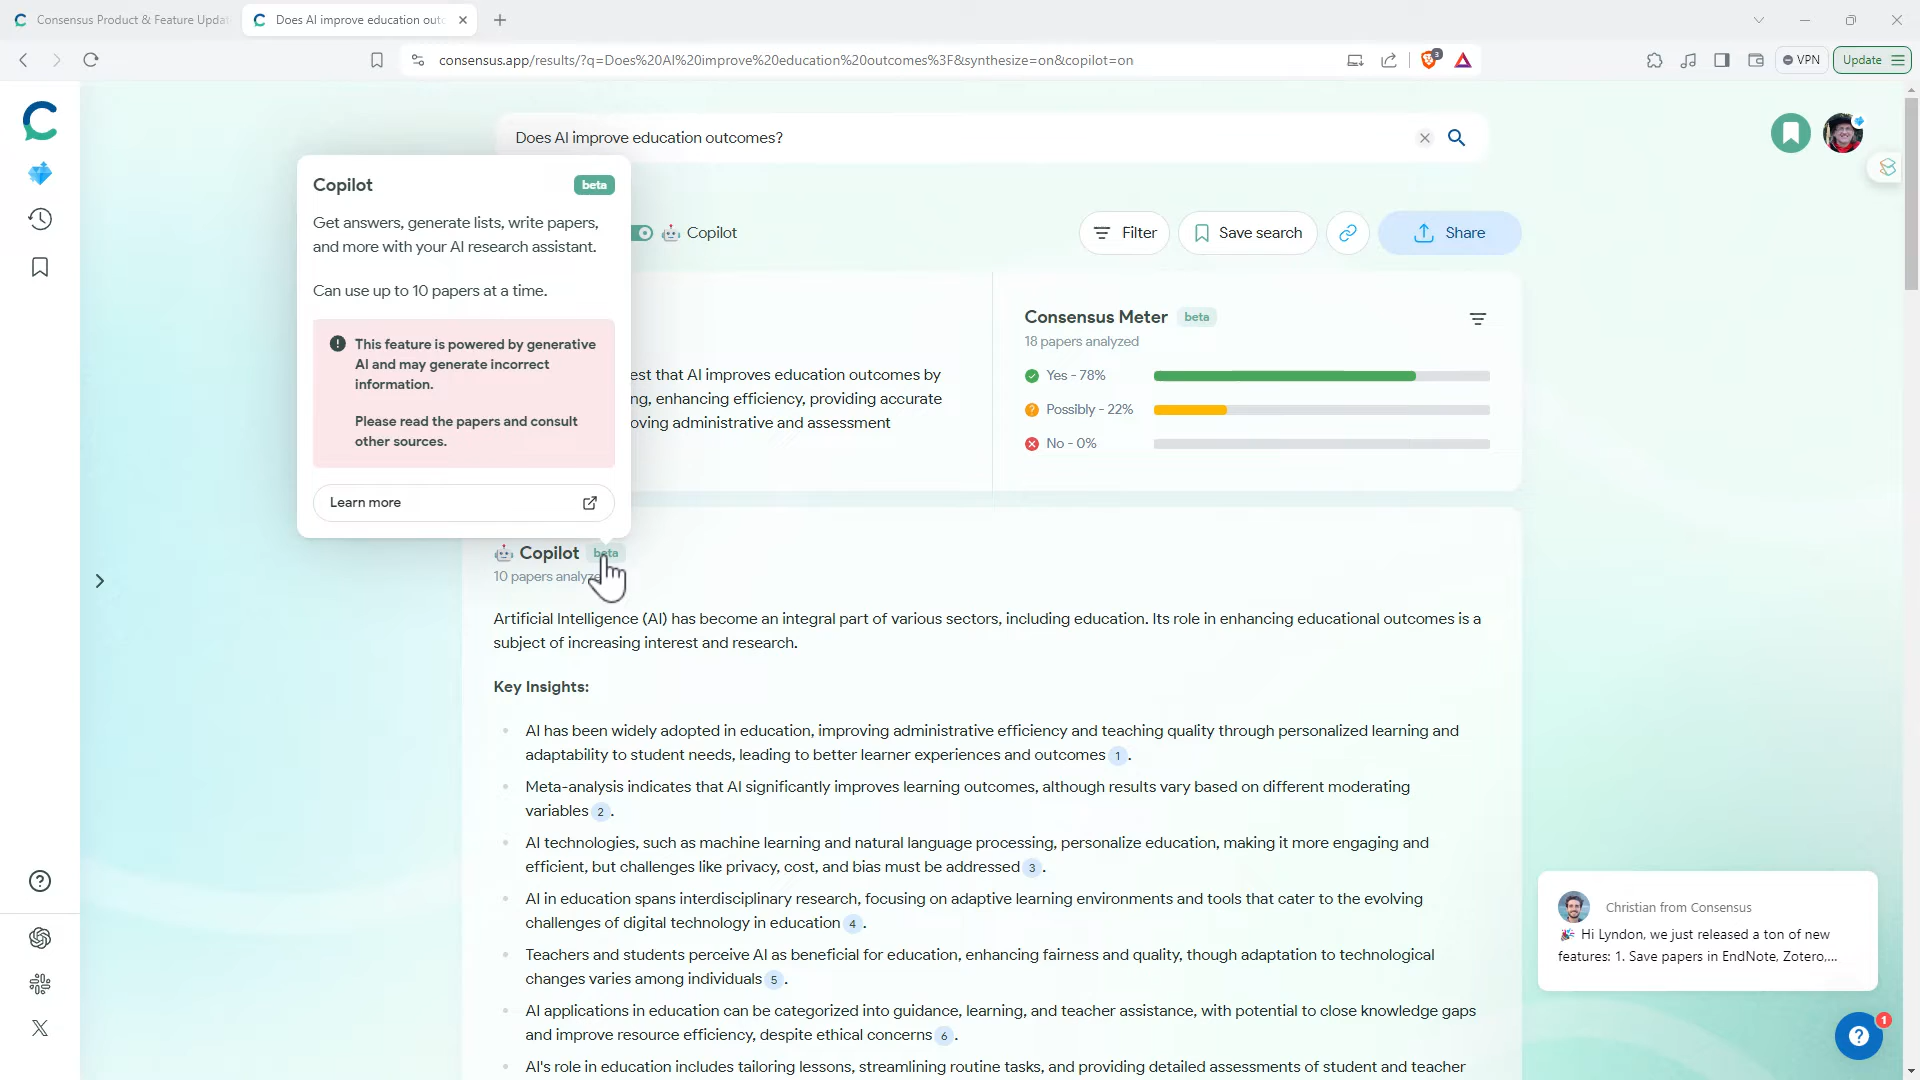 Consensus Product & Feature Updat
Does AI improve education outc
consensus.app/results/?q=Does%20AI%20improve%20education%20outcomes%3F&synthesize=on&copilot=on
3
VPN
Update
Does AI improve education outcomes?
Copilot
beta
Get answers, generate lists, write papers,
and more with your AI research assistant.
Can use up to 10 papers at a time.
This feature is powered by generative
AI and may generate incorrect
information.
Please read the papers and consult
other sources.
Learn more
Copilot
Filter
Save search
Share
est that AI improves education outcomes by
ng, enhancing efficiency, providing accurate
oving administrative and assessment
Consensus Meter beta
18 papers analyzed
Yes - 78%
Possibly - 22%
No - 0%
Copilot beta
10 papers analyze
Artificial Intelligence (AI) has become an integral part of various sectors, including education. Its role in enhancing educational outcomes is a
subject of increasing interest and research.
Key Insights:
AI has been widely adopted in education, improving administrative efficiency and teaching quality through personalized learning and
adaptability to student needs, leading to better learner experiences and outcomes 1 .
Meta-analysis indicates that AI significantly improves learning outcomes, although results vary based on different moderating
variables 2 .
AI technologies, such as machine learning and natural language processing, personalize education, making it more engaging and
efficient, but challenges like privacy, cost, and bias must be addressed 3 .
AI in education spans interdisciplinary research, focusing on adaptive learning environments and tools that cater to the evolving
challenges of digital technology in education 4 .
Teachers and students perceive AI as beneficial for education, enhancing fairness and quality, though adaptation to technological
changes varies among individuals 5 .
AI applications in education can be categorized into guidance, learning, and teacher assistance, with potential to close knowledge gaps
and improve resource efficiency, despite ethical concerns 6 .
AI's role in education includes tailoring lessons, streamlining routine tasks, and providing detailed assessments of student and teacher
Christian from Consensus
🎉 Hi Lyndon, we just released a ton of new
features: 1. Save papers in EndNote, Zotero,...
1